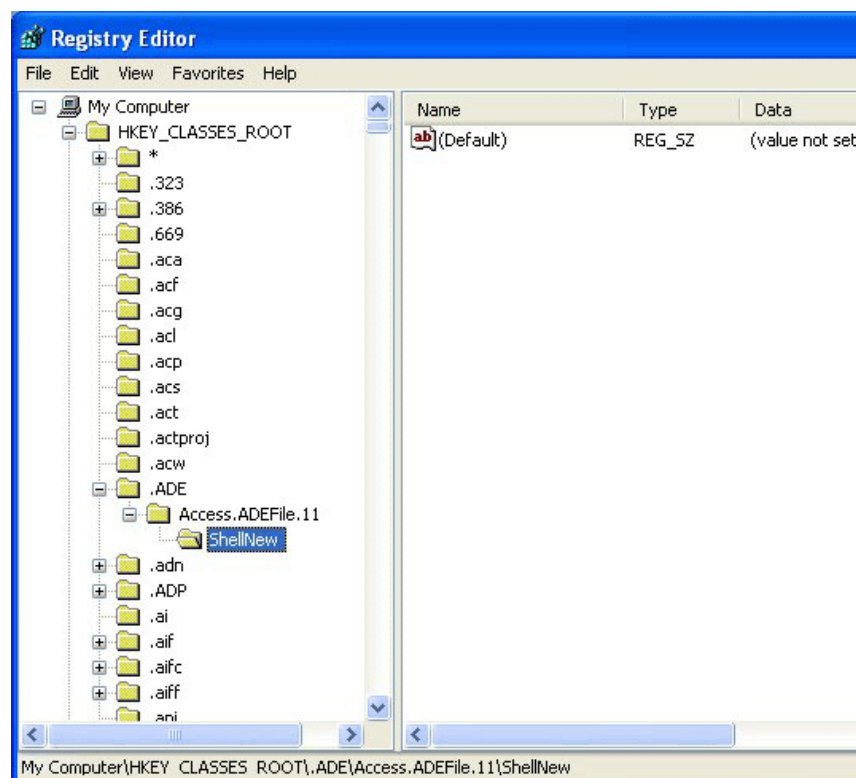 Registry Editor
File Edit View Favorites Help
My Computer
HKEY_CLASSES_ROOT
*
.323
.386
.669
.aca
.acf
.acg
.acl
.acp
.acs
.act
.actproj
.acw
.ADE
Access.ADEFile.11
ShellNew
.adn
.ADP
.ai
.aif
.aifc
.aiff
.ani
Name Type Data
ab (Default) REG_SZ (value not set
My Computer\HKEY_CLASSES_ROOT\.ADE\Access.ADEFile.11\ShellNew